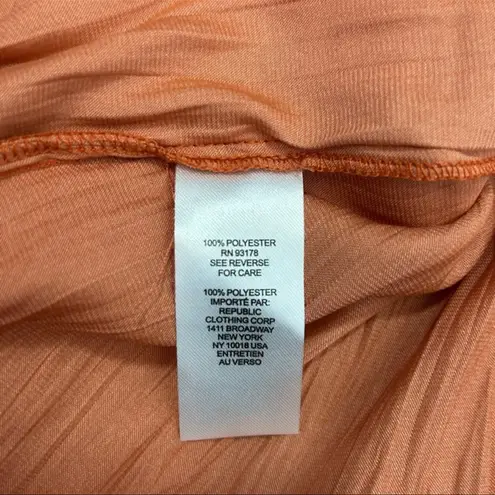 100% POLYESTER
RN 93178
SEE REVERSE
FOR CARE
100% POLYESTER
IMPORTÉ PAR:
REPUBLIC
CLOTHING CORP
1411 BROADWAY
NEW YORK
NY 10018 USA
ENTRETIEN
AU VERSO